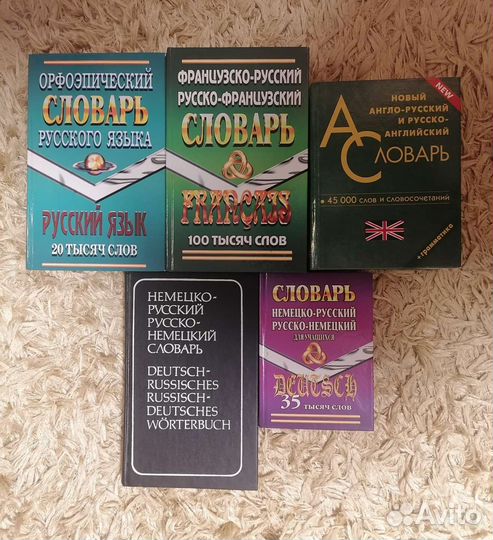 ОРФОЭПИЧЕСКИЙ
СЛОВАРЬ
РУССКОГО ЯЗЫКА
РУССКИЙ ЯЗЫК
20 ТЫСЯЧ СЛОВ
ФРАНЦУЗСКО-РУССКИЙ
РУССКО-ФРАНЦУЗСКИЙ
СЛОВАРЬ
FRANÇAIS
100 ТЫСЯЧ СЛОВ
NEW
НОВЫЙ
АНГЛО-РУССКИЙ
И РУССКО-
АНГЛИЙСКИЙ
А
СЛОВАРЬ
45 000 слов и словосочетаний
+грамматика
НЕМЕЦКО-
РУССКИЙ
РУССКО-
НЕМЕЦКИЙ
СЛОВАРЬ
DEUTSCH-
RUSSISCHES
RUSSISCH-
DEUTSCHES
WÖRTERBUCH
СЛОВАРЬ
НЕМЕЦКО-РУССКИЙ
РУССКО-НЕМЕЦКИЙ
ДЛЯ УЧАЩИХСЯ
DEUTSCH
35 ТЫСЯЧ СЛОВ
Avito